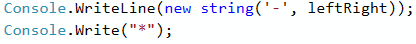 Console.WriteLine(new string('-', leftRight));
Console.Write("*");